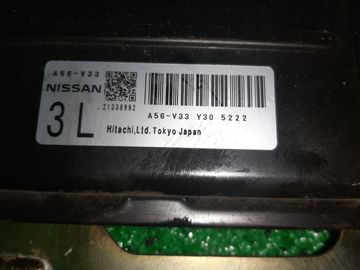 A56-V33
NISSAN
21338992
3L
A56-V33 Y30 5222
Hitachi,Ltd.Tokyo Japan